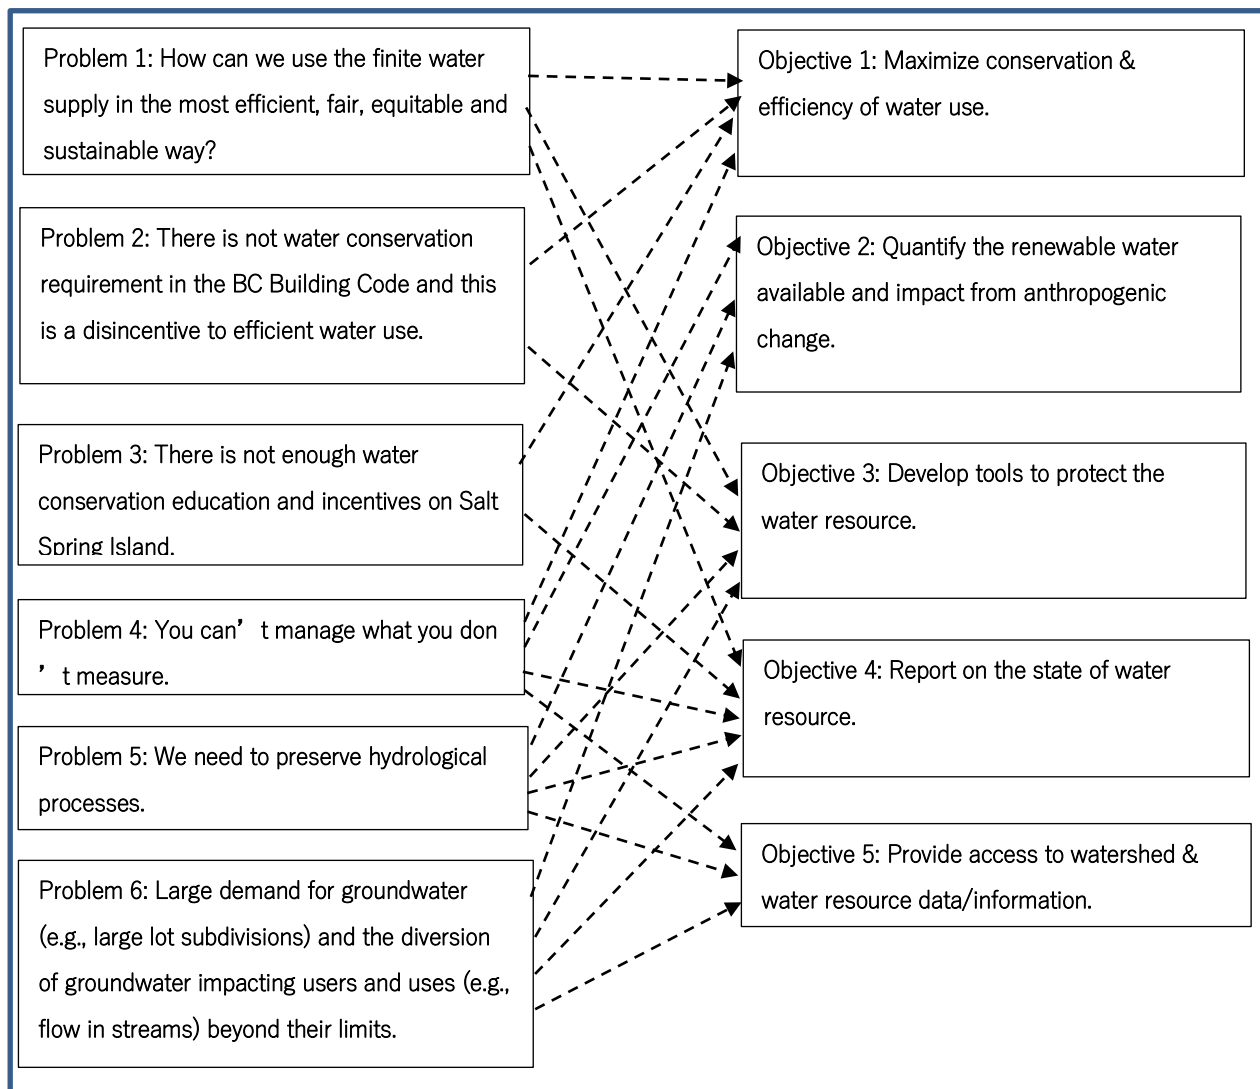 Problem 1: How can we use the finite water
supply in the most efficient, fair, equitable and
sustainable way?
Problem 2: There is not water conservation
requirement in the BC Building Code and this
is a disincentive to efficient water use.
Problem 3: There is not enough water
conservation education and incentives on Salt
Spring Island.
Problem 4: You can’ t manage what you don
’ t measure.
Problem 5: We need to preserve hydrological
processes.
Problem 6: Large demand for groundwater
(e.g., large lot subdivisions) and the diversion
of groundwater impacting users and uses (e.g.,
flow in streams) beyond their limits.
Objective 1: Maximize conservation &
efficiency of water use.
Objective 2: Quantify the renewable water
available and impact from anthropogenic
change.
Objective 3: Develop tools to protect the
water resource.
Objective 4: Report on the state of water
resource.
Objective 5: Provide access to watershed &
water resource data/information.